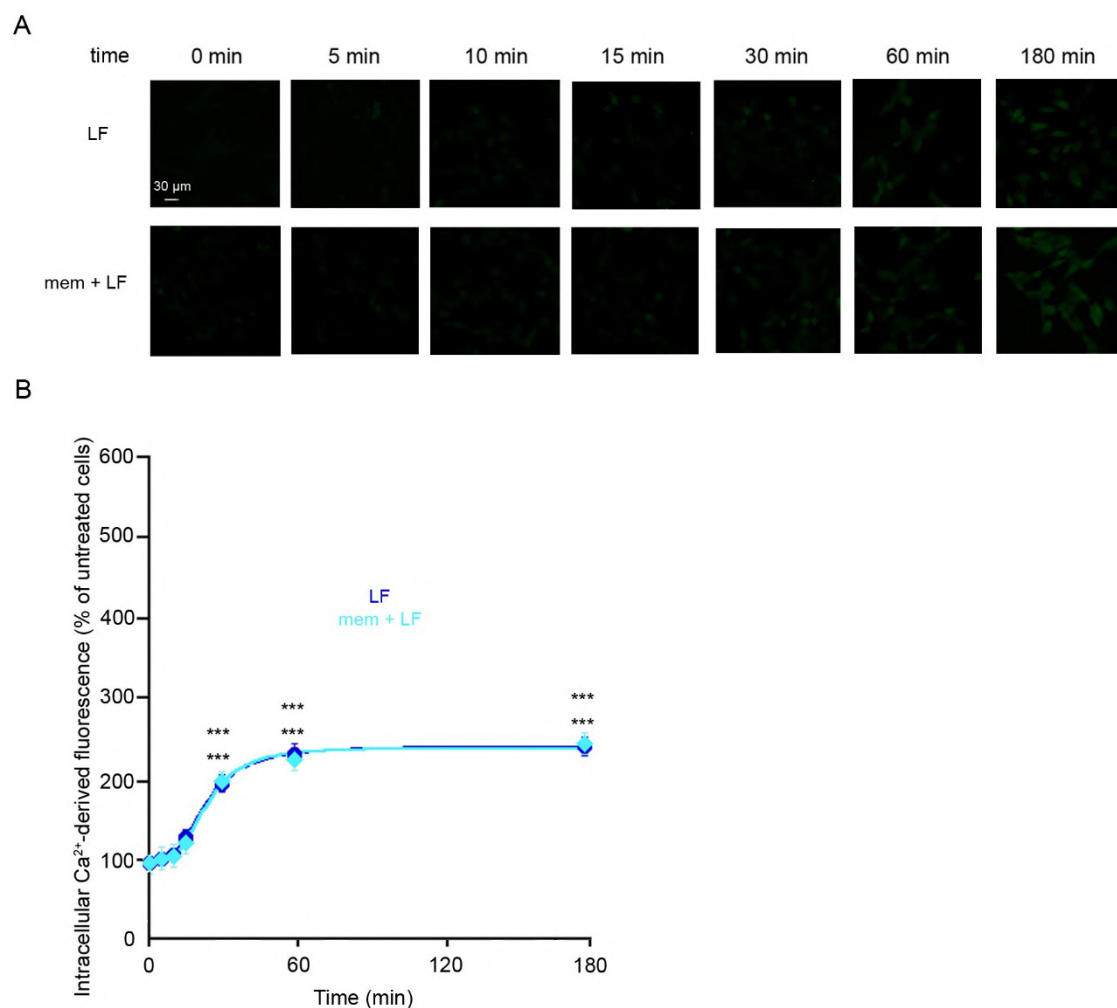 A
time 0 min 5 min 10 min 15 min 30 min 60 min 180 min
LF
30 µm
mem + LF
B
Intracellular Ca²⁺-derived fluorescence (% of untreated cells)
600
500
400
300
200
100
0
LF
mem + LF
*** *** ***
*** *** ***
0 60 120 180
Time (min)